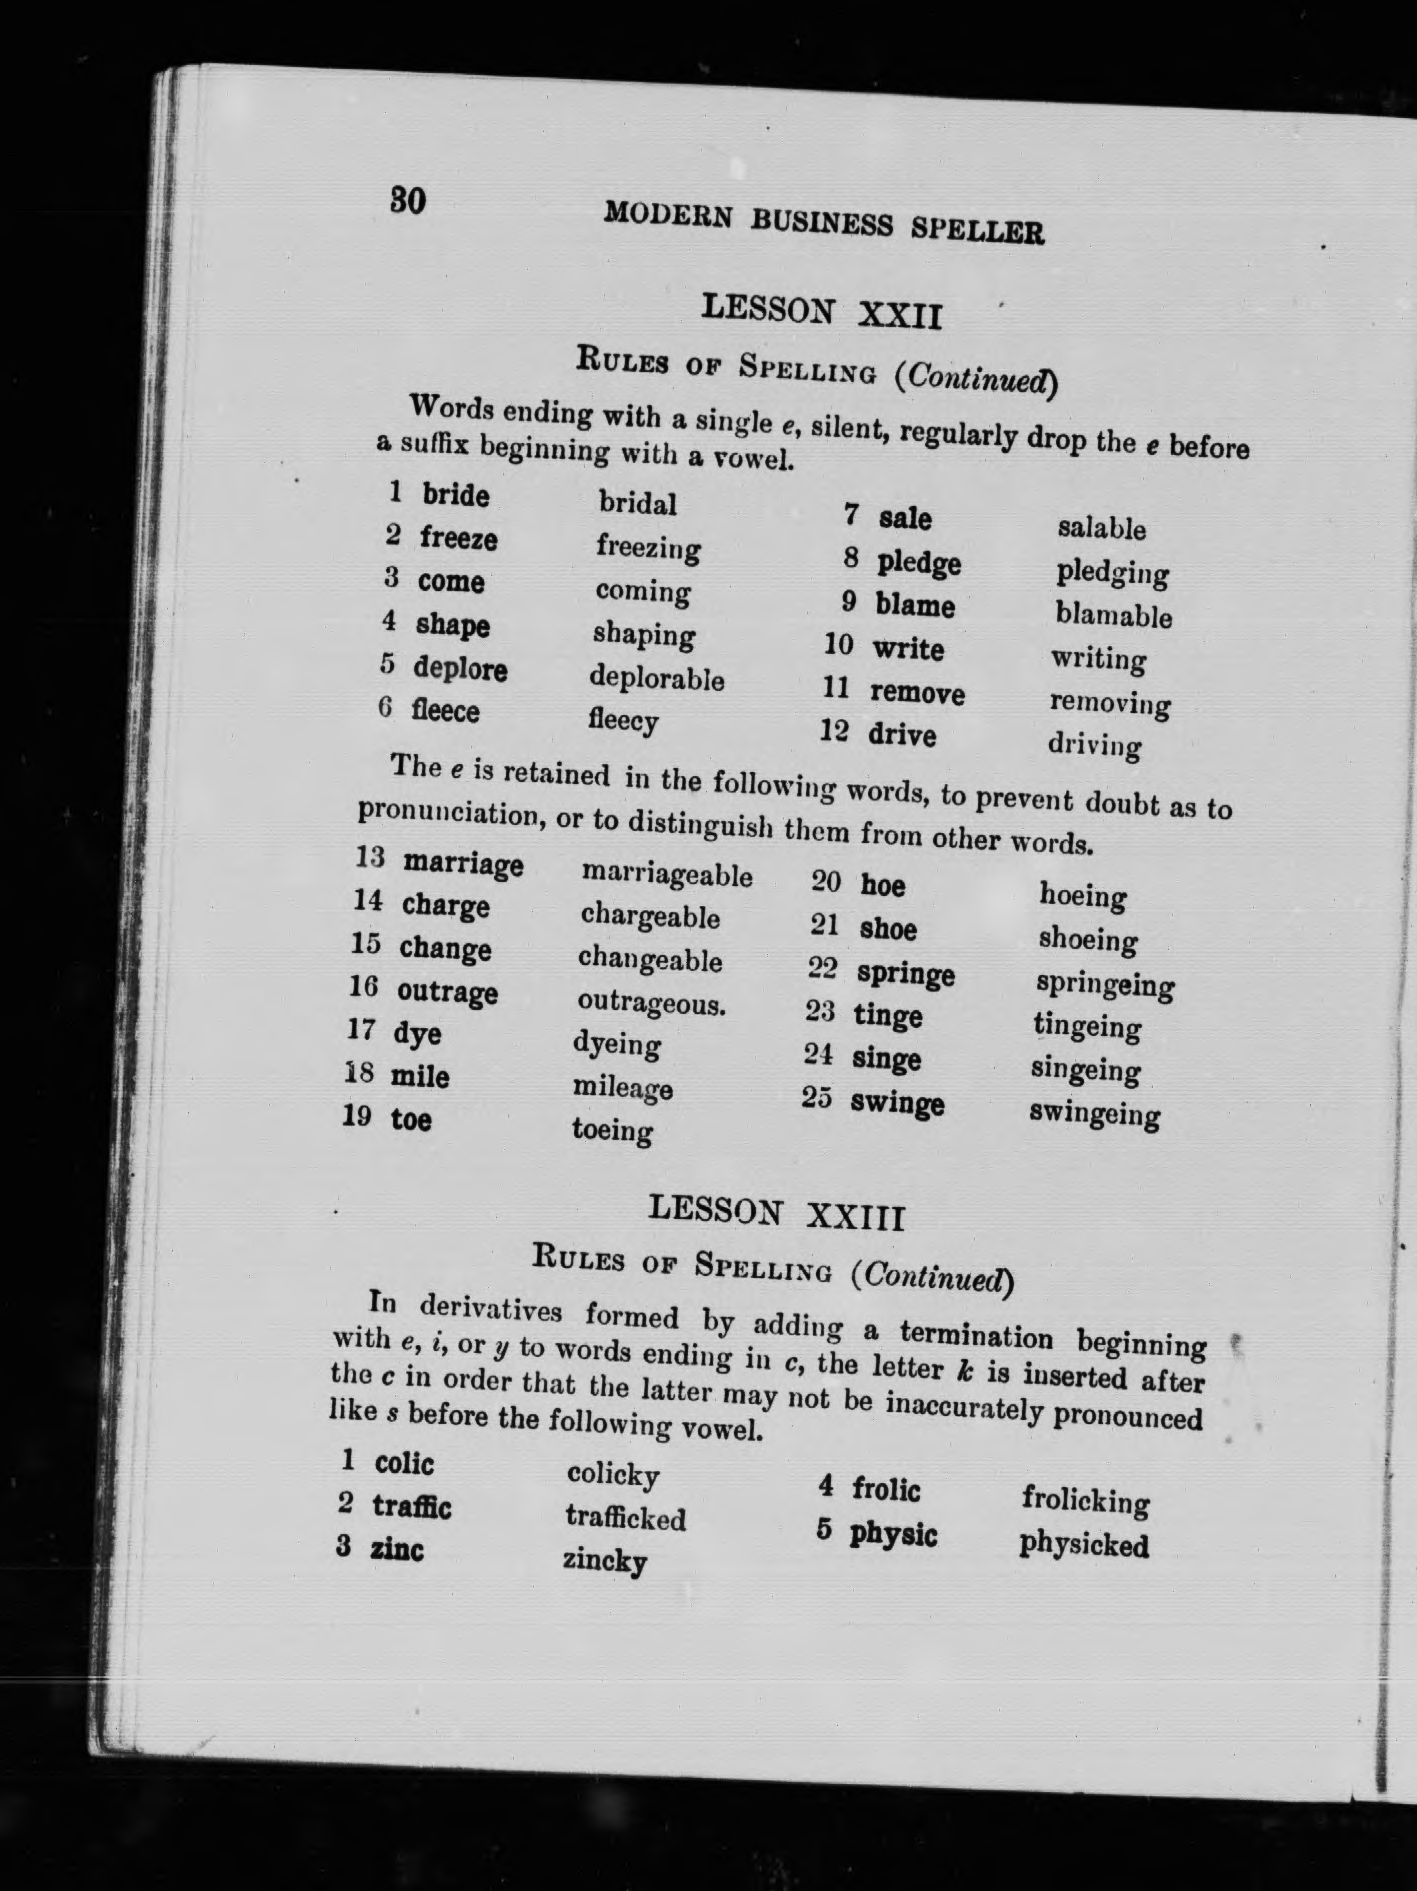 30 MODERN BUSINESS SPELLER
LESSON XXII
RULES OF SPELLING (Continued)
Words ending with a single e, silent, regularly drop the e before
a suffix beginning with a vowel.
1 bride bridal 7 sale salable
2 freeze freezing 8 pledge pledging
3 come coming 9 blame blamable
4 shape shaping 10 write writing
5 deplore deplorable 11 remove removing
6 fleece fleecy 12 drive driving
The e is retained in the following words, to prevent doubt as to
pronunciation, or to distinguish them from other words.
13 marriage marriageable 20 hoe hoeing
14 charge chargeable 21 shoe shoeing
15 change changeable 22 springe springeing
16 outrage outrageous. 23 tinge tingeing
17 dye dyeing 24 singe singeing
18 mile mileage 25 swinge swingeing
19 toe toeing
LESSON XXIII
RULES OF SPELLING (Continued)
In derivatives formed by adding a termination beginning
with e, i, or y to words ending in c, the letter k is inserted after
the c in order that the latter may not be inaccurately pronounced
like s before the following vowel.
1 colic colicky 4 frolic frolicking
2 traffic trafficked 5 physic physicked
3 zinc zincky